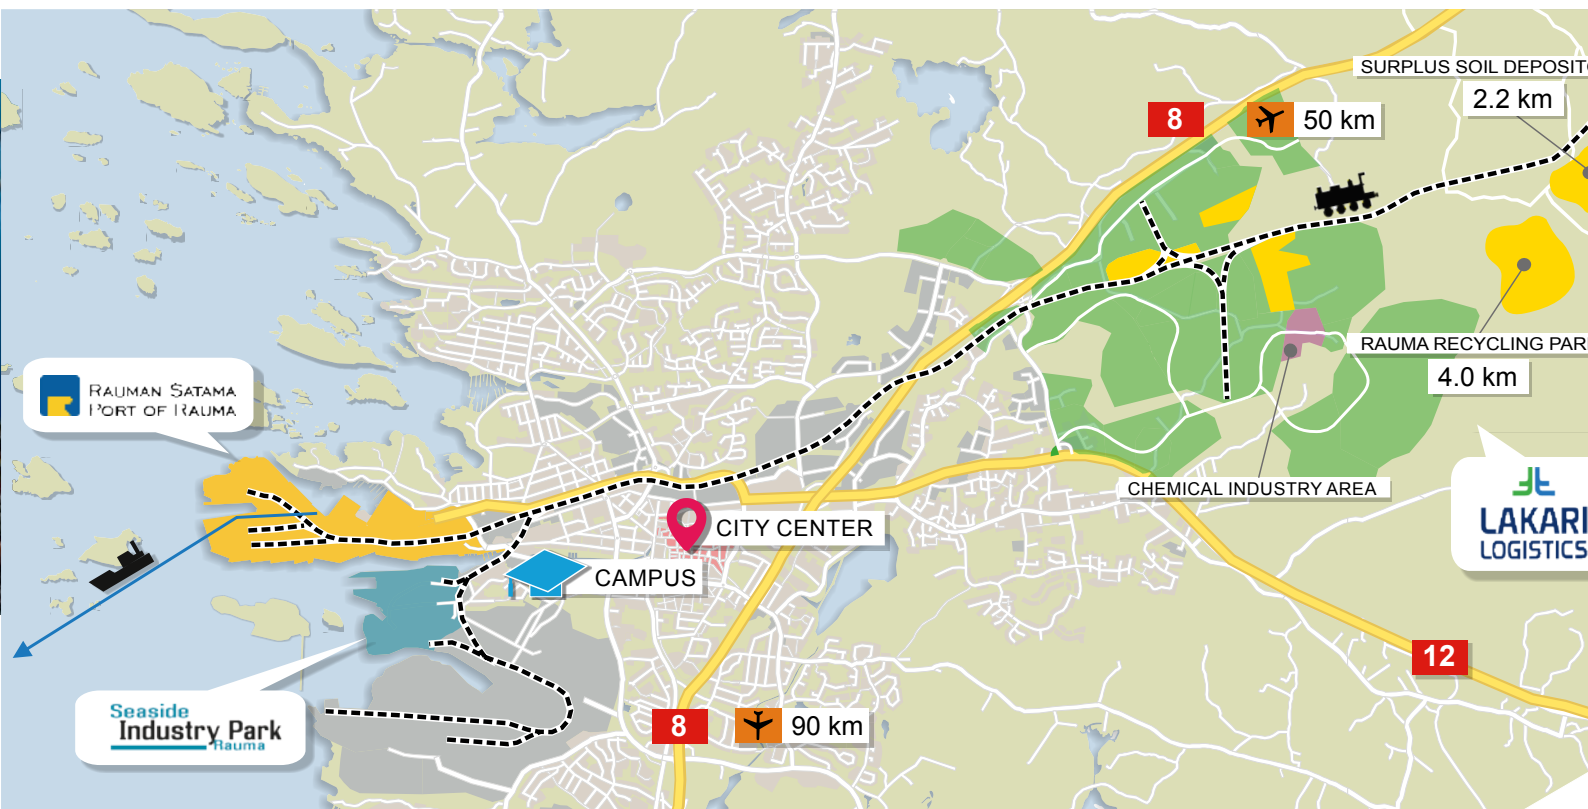 SURPLUS SOIL DEPOSIT
2.2 km
8
50 km
RAUMA RECYCLING PAR
4.0 km
RAUMAN SATAMA
PORT OF RAUMA
CHEMICAL INDUSTRY AREA
LAKARI
LOGISTICS
CITY CENTER
CAMPUS
12
Seaside
Industry Park
Rauma
8
90 km